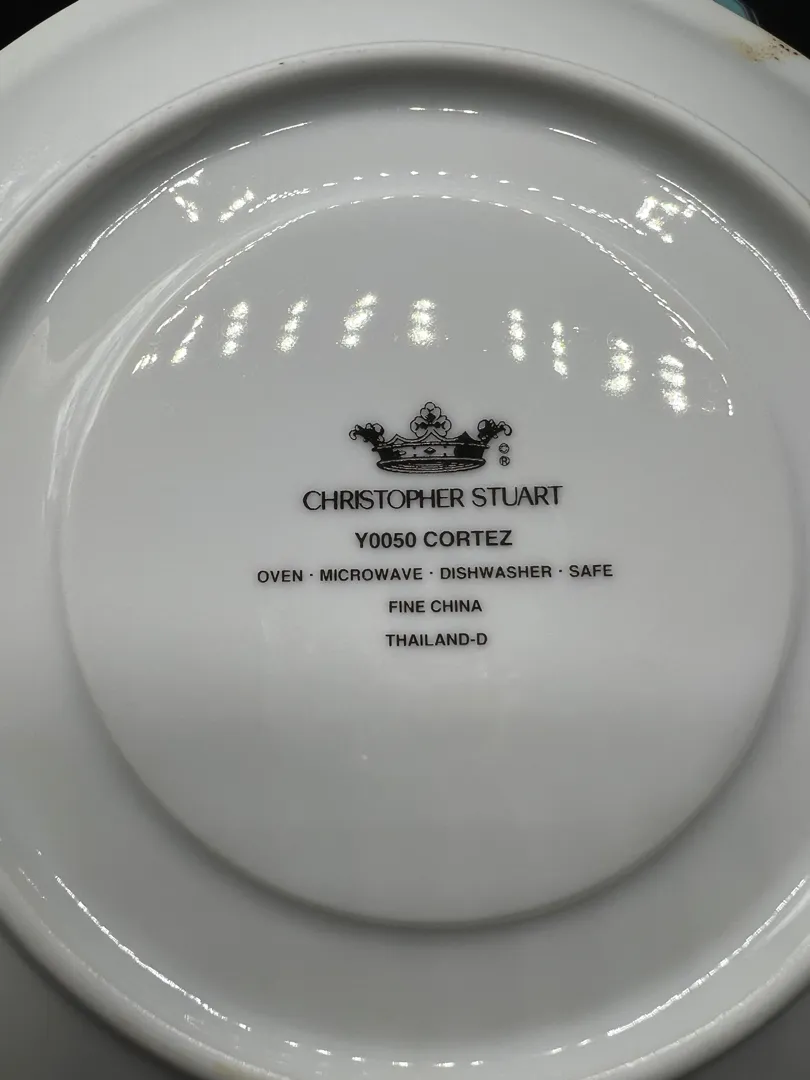 ©
®
CHRISTOPHER STUART
Y0050 CORTEZ
OVEN · MICROWAVE · DISHWASHER · SAFE
FINE CHINA
THAILAND-D